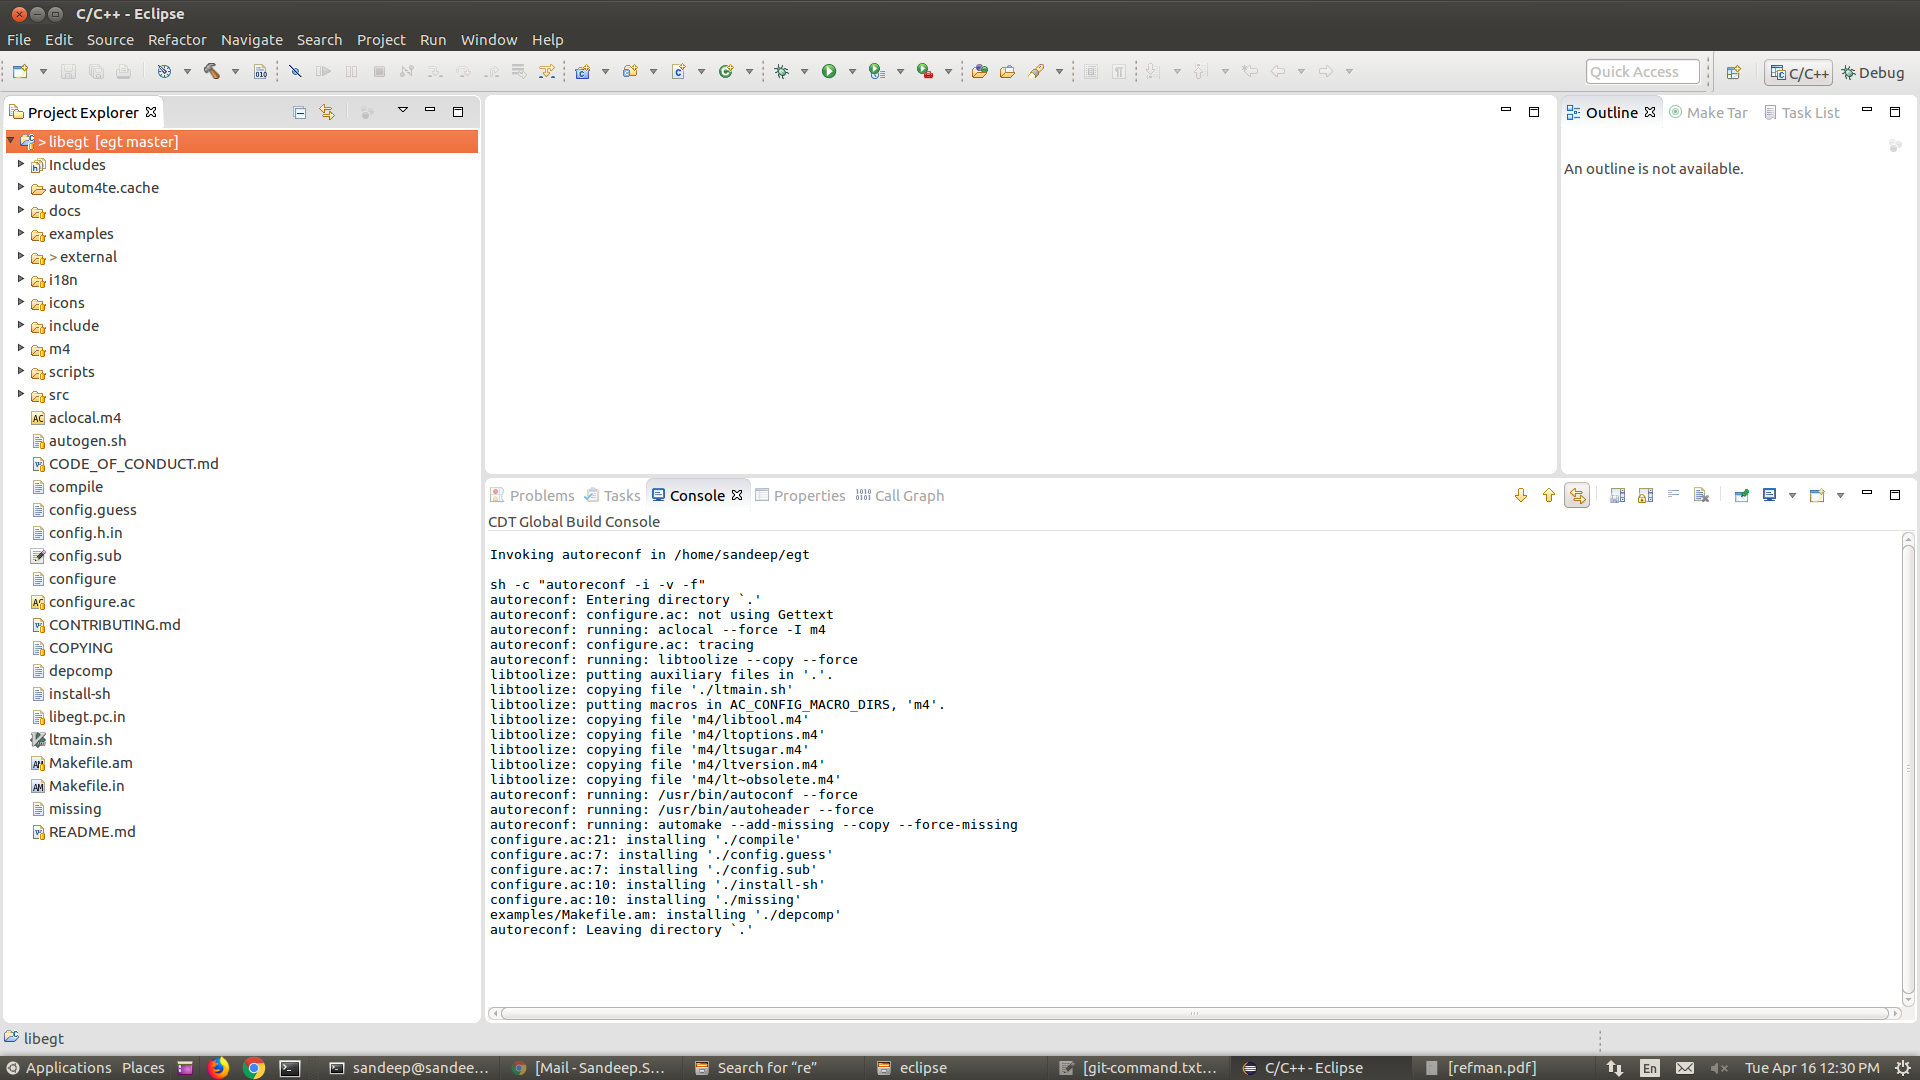 C/C++ - Eclipse
File Edit Source Refactor Navigate Search Project Run Window Help
Quick Access C/C++ Debug
Project Explorer
> libegt [egt master]
Includes
autom4te.cache
docs
examples
> external
i18n
icons
include
m4
scripts
src
aclocal.m4
autogen.sh
CODE_OF_CONDUCT.md
compile
config.guess
config.h.in
config.sub
configure
configure.ac
CONTRIBUTING.md
COPYING
depcomp
install-sh
libegt.pc.in
ltmain.sh
Makefile.am
Makefile.in
missing
README.md
Outline Make Tar Task List
An outline is not available.
Problems Tasks Console Properties Call Graph
CDT Global Build Console
Invoking autoreconf in /home/sandeep/egt
sh -c "autoreconf -i -v -f"
autoreconf: Entering directory `.'
autoreconf: configure.ac: not using Gettext
autoreconf: running: aclocal --force -I m4
autoreconf: configure.ac: tracing
autoreconf: running: libtoolize --copy --force
libtoolize: putting auxiliary files in '.'.
libtoolize: copying file './ltmain.sh'
libtoolize: putting macros in AC_CONFIG_MACRO_DIRS, 'm4'.
libtoolize: copying file 'm4/libtool.m4'
libtoolize: copying file 'm4/ltoptions.m4'
libtoolize: copying file 'm4/ltsugar.m4'
libtoolize: copying file 'm4/ltversion.m4'
libtoolize: copying file 'm4/lt~obsolete.m4'
autoreconf: running: /usr/bin/autoconf --force
autoreconf: running: /usr/bin/autoheader --force
autoreconf: running: automake --add-missing --copy --force-missing
configure.ac:21: installing './compile'
configure.ac:7: installing './config.guess'
configure.ac:7: installing './config.sub'
configure.ac:10: installing './install-sh'
configure.ac:10: installing './missing'
examples/Makefile.am: installing './depcomp'
autoreconf: Leaving directory `.'
libegt
Applications Places sandeep@sandee... [Mail - Sandeep.S... Search for “re” eclipse [git-command.txt... C/C++ - Eclipse [refman.pdf] En Tue Apr 16 12:30 PM